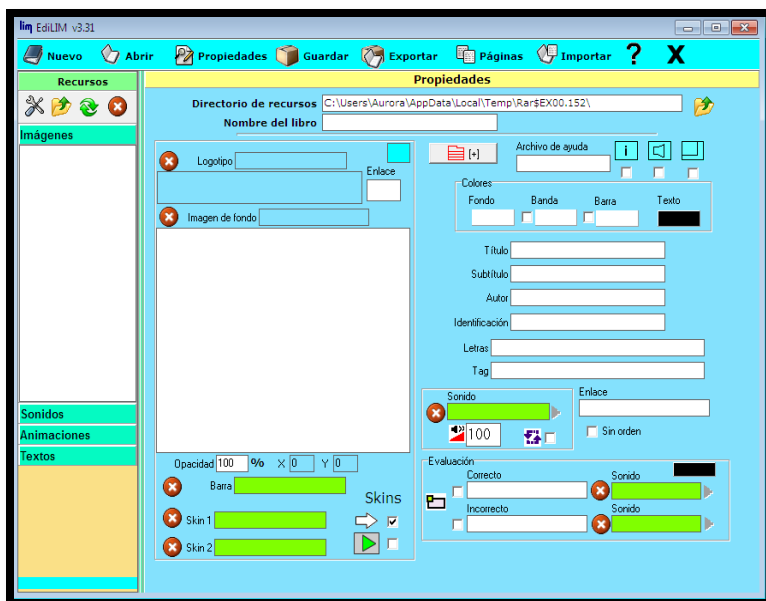 lim EdiLIM v3.31
Nuevo Abrir Propiedades Guardar Exportar Páginas Importar ? X
Recursos
Propiedades
Directorio de recursos C:\Users\Aurora\AppData\Local\Temp\Rar$EX00.152\
Nombre del libro
Imágenes
Logotipo
Enlace
Imagen de fondo
[+]
Archivo de ayuda
i
Colores
Fondo Banda Barra Texto
Título
Subtítulo
Autor
Identificación
Letras
Tag
Sonido
100
Enlace
Sin orden
Sonidos
Animaciones
Textos
Opacidad 100 % X 0 Y 0
Barra
Skins
Skin 1
Skin 2
Evaluación
Correcto Sonido
Incorrecto Sonido